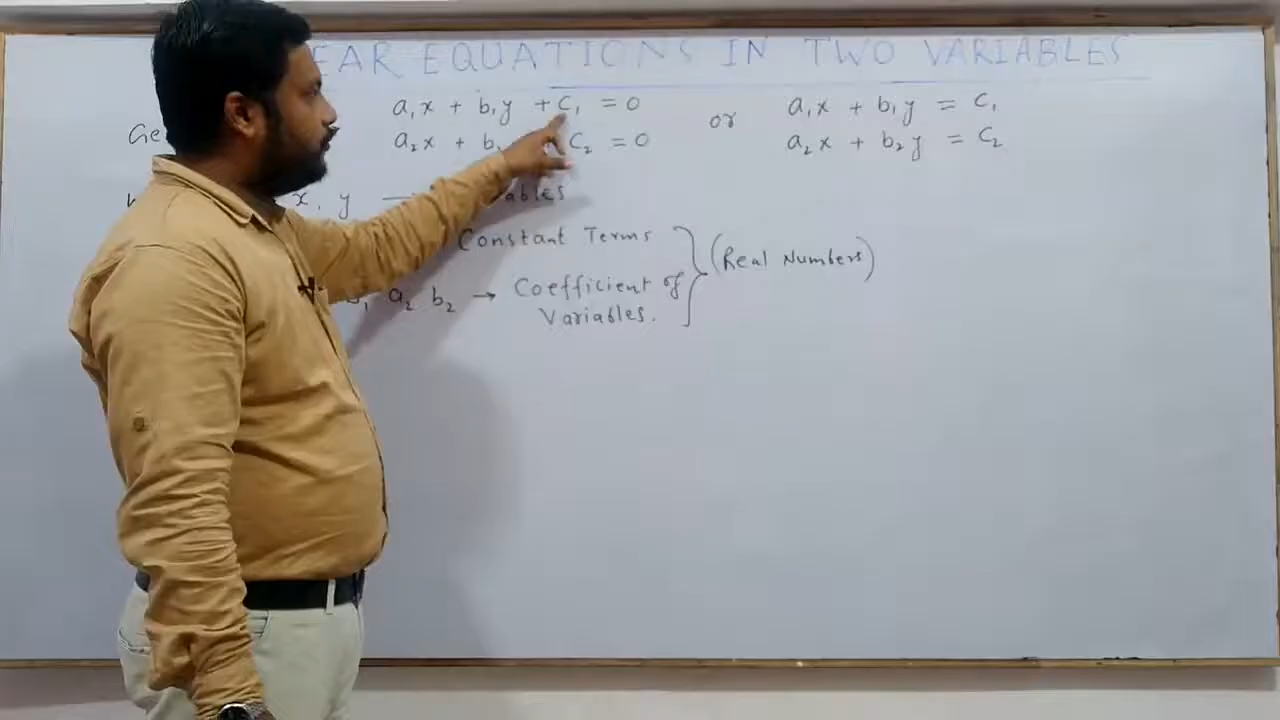 EAR EQUATIONS IN TWO VARIABLES
a₁x + b₁y + C₁ = 0 or a₁x + b₁y = C₁
Ge
a₂x + b C₂ = 0 a₂x + b₂y = C₂
x, y ables
Constant Terms
(Real Numbers)
a₂ b₂ → Coefficient of
Variables.